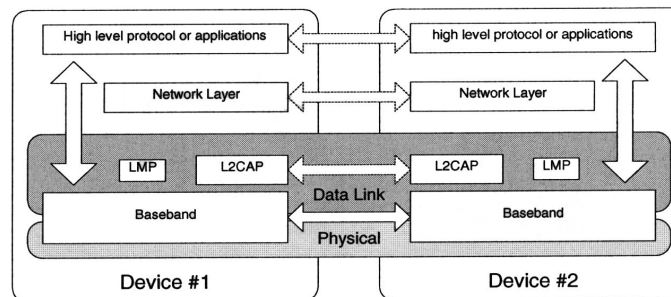 High level protocol or applications
high level protocol or applications
Network Layer
Network Layer
LMP
L2CAP
L2CAP
LMP
Data Link
Baseband
Baseband
Physical
Device #1
Device #2